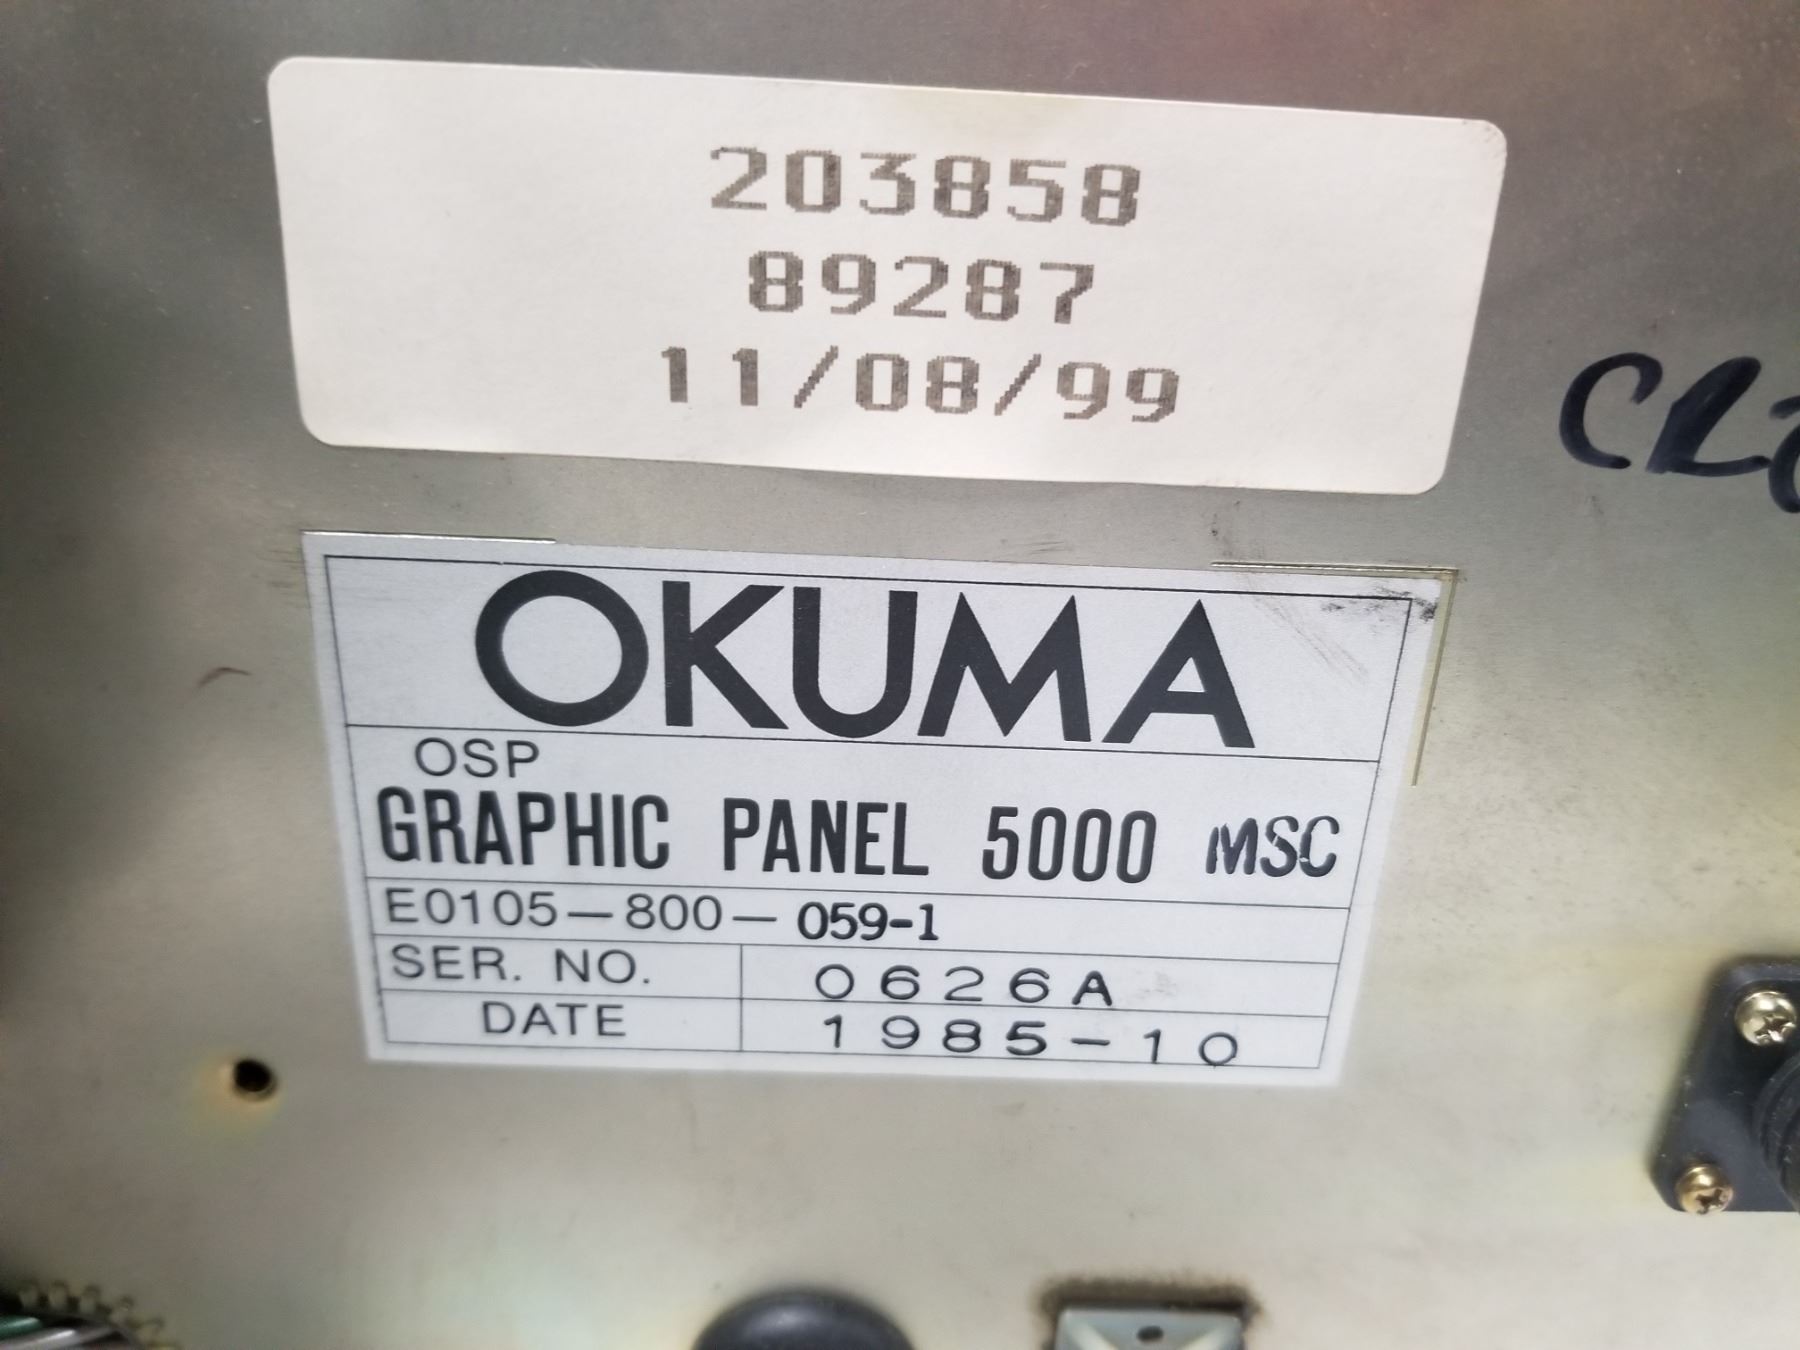 203858
89287
11/08/99
OKUMA
OSP
GRAPHIC PANEL 5000 MSC
E0105-800-059-1
SER. NO. 0626A
DATE 1985-10